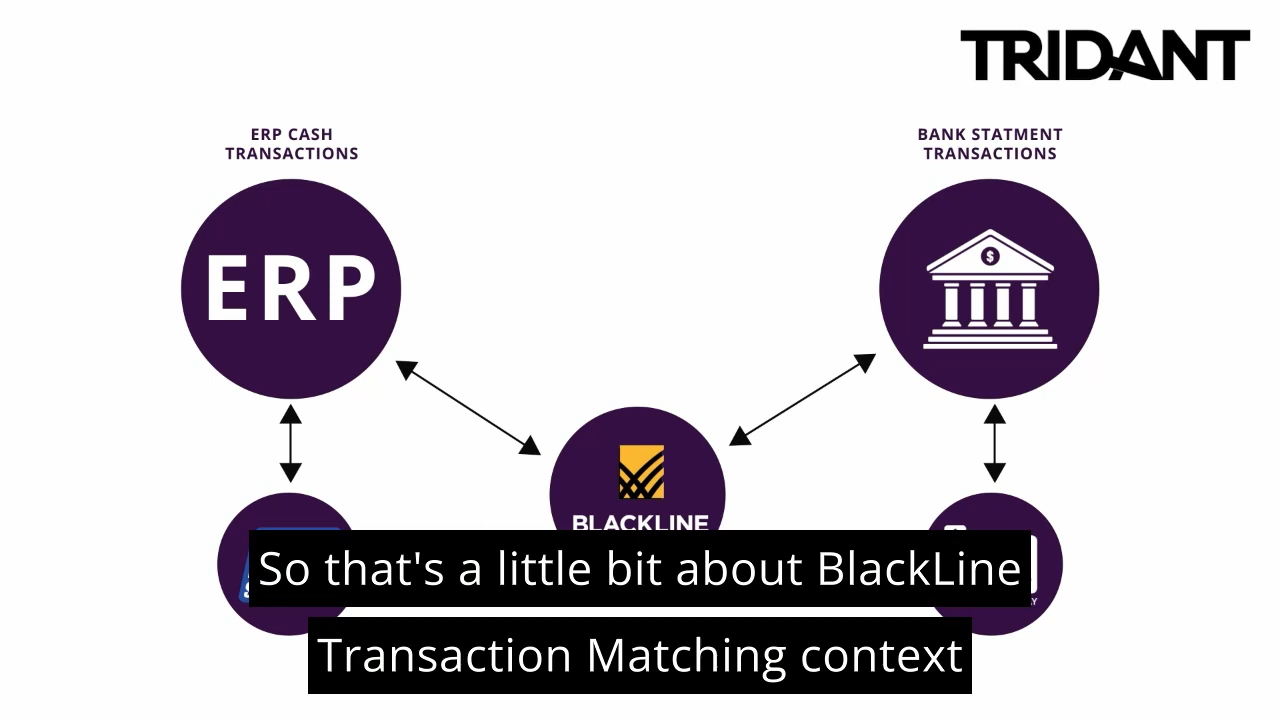 TRIDANT
ERP CASH
TRANSACTIONS
BANK STATMENT
TRANSACTIONS
ERP
$
BLACKLINE
So that's a little bit about BlackLine
Transaction Matching context